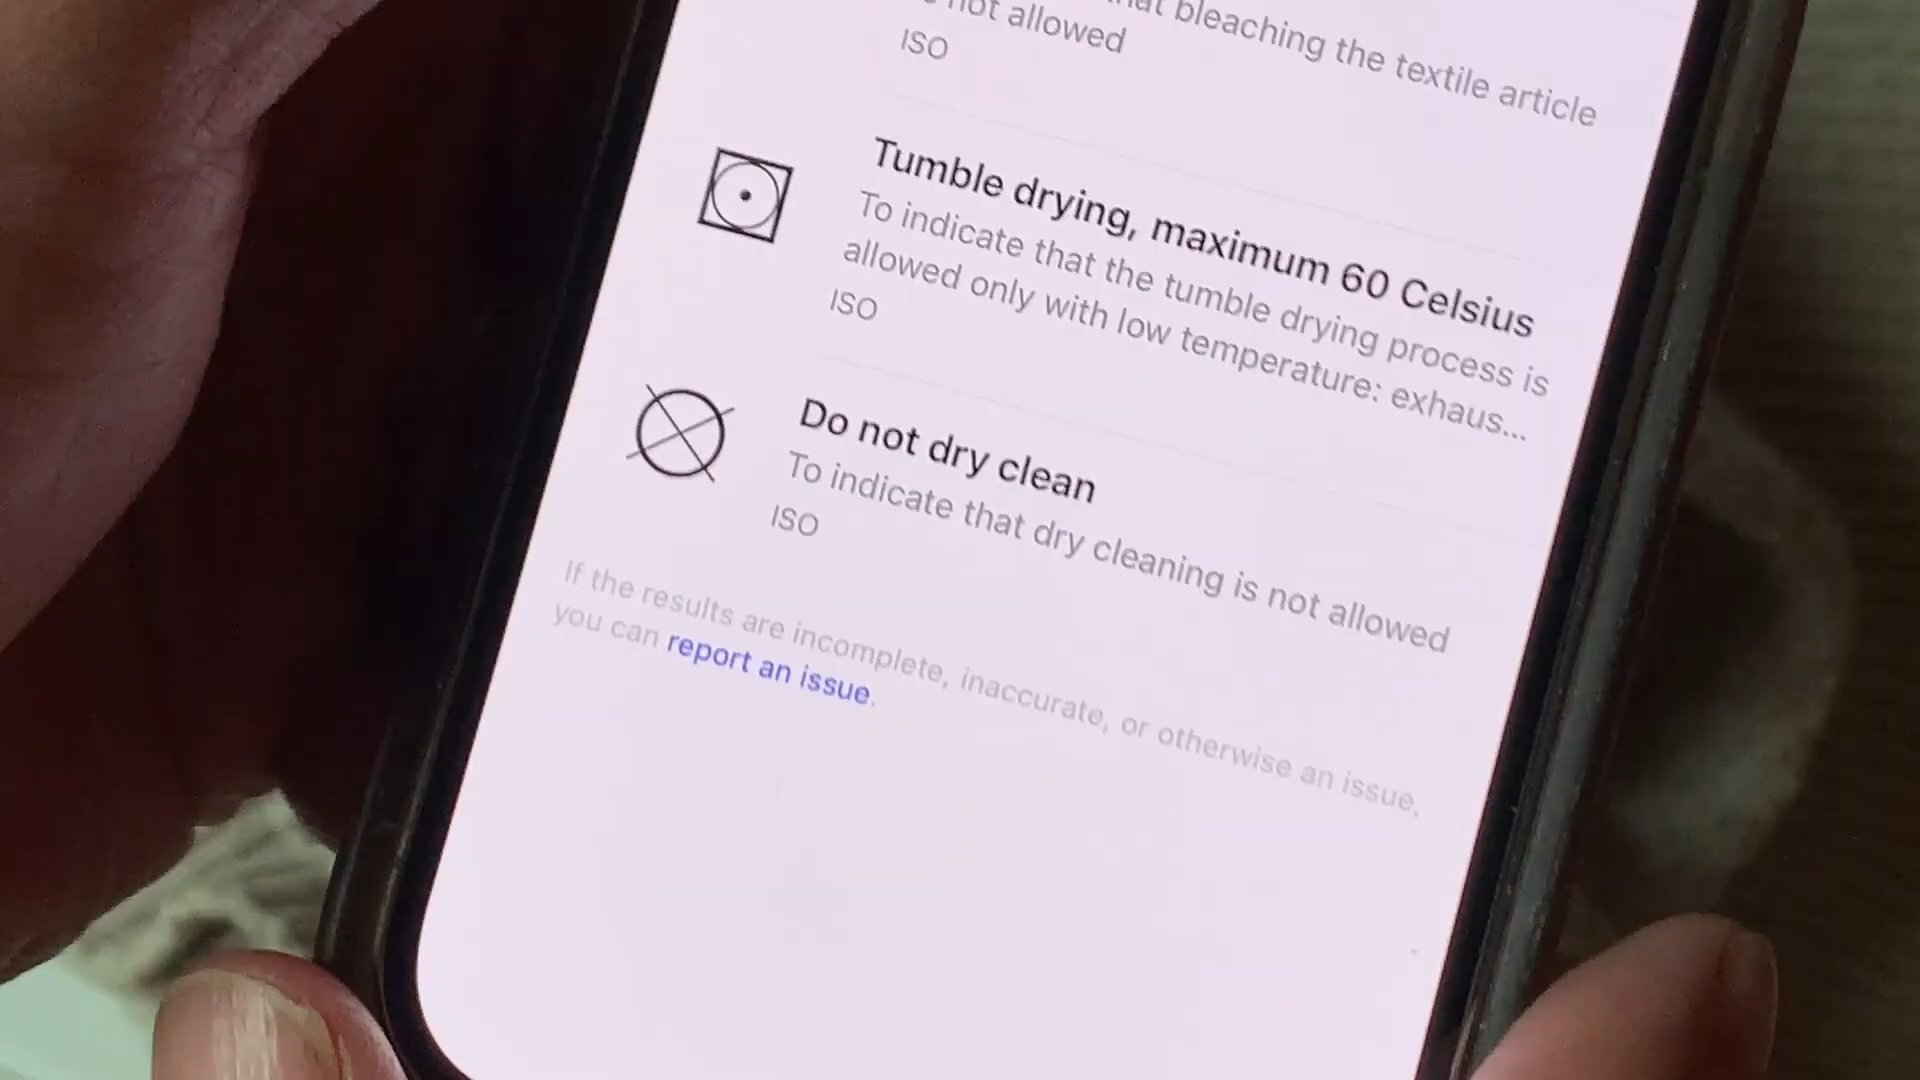 bleaching the textile article
not allowed
ISO
Tumble drying, maximum 60 Celsius
To indicate that the tumble drying process is
allowed only with low temperature: exhaus...
ISO
Do not dry clean
To indicate that dry cleaning is not allowed
ISO
If the results are incomplete, inaccurate, or otherwise an issue,
you can report an issue.